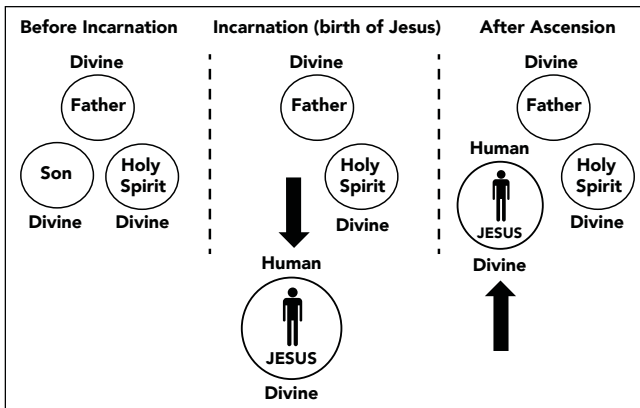 Before Incarnation
Divine
Father
Son
Holy
Spirit
Divine
Divine
Incarnation (birth of Jesus)
Divine
Father
Holy
Spirit
Divine
Human
JESUS
Divine
After Ascension
Divine
Father
Human
Holy
Spirit
JESUS
Divine
Divine